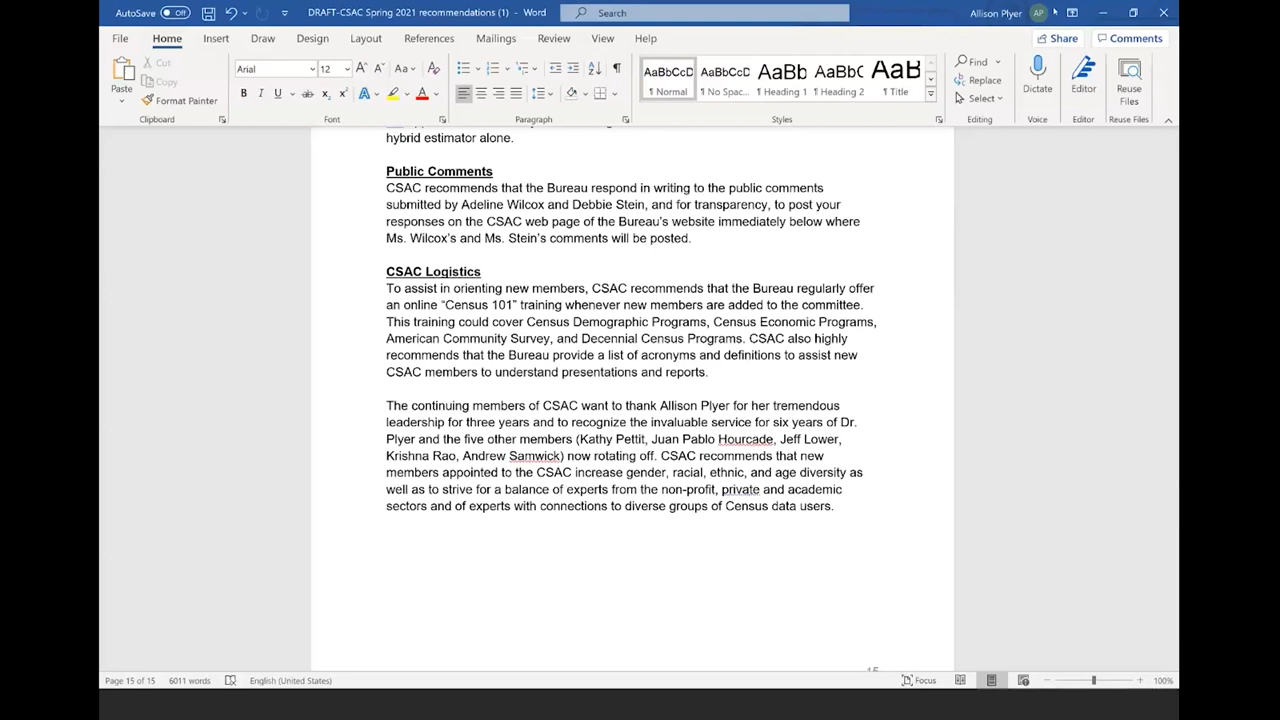 AutoSave Off DRAFT-CSAC Spring 2021 recommendations (1) - Word Search Allison Plyer AP
File Home Insert Draw Design Layout References Mailings Review View Help Share Comments
Paste Cut Copy Format Painter Clipboard
Arial 12 Aa B I U ab x₂ x² A A Font
Paragraph
AaBbCcD ¶ Normal AaBbCcD ¶ No Spac... AaBb ¶ Heading 1 AaBbC ¶ Heading 2 AaB ¶ Title Styles
Find Replace Select Editing
Dictate Voice
Editor Editor
Reuse Files Reuse Files
hybrid estimator alone.
Public Comments
CSAC recommends that the Bureau respond in writing to the public comments
submitted by Adeline Wilcox and Debbie Stein, and for transparency, to post your
responses on the CSAC web page of the Bureau's website immediately below where
Ms. Wilcox's and Ms. Stein's comments will be posted.
CSAC Logistics
To assist in orienting new members, CSAC recommends that the Bureau regularly offer
an online “Census 101” training whenever new members are added to the committee.
This training could cover Census Demographic Programs, Census Economic Programs,
American Community Survey, and Decennial Census Programs. CSAC also highly
recommends that the Bureau provide a list of acronyms and definitions to assist new
CSAC members to understand presentations and reports.
The continuing members of CSAC want to thank Allison Plyer for her tremendous
leadership for three years and to recognize the invaluable service for six years of Dr.
Plyer and the five other members (Kathy Pettit, Juan Pablo Hourcade, Jeff Lower,
Krishna Rao, Andrew Samwick) now rotating off. CSAC recommends that new
members appointed to the CSAC increase gender, racial, ethnic, and age diversity as
well as to strive for a balance of experts from the non-profit, private and academic
sectors and of experts with connections to diverse groups of Census data users.
Page 15 of 15 6011 words English (United States) Focus 100%